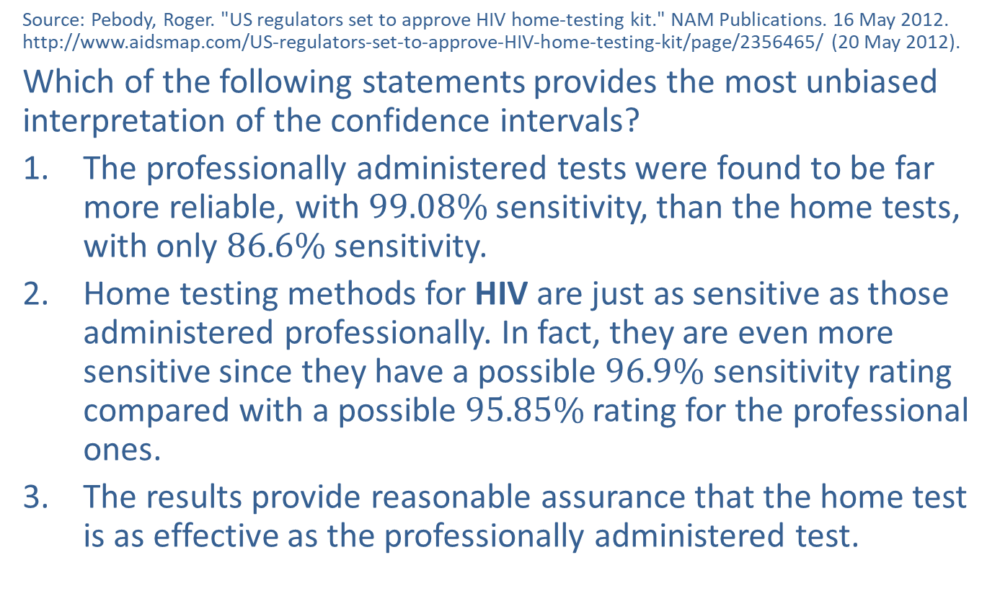 Source: Pebody, Roger. "US regulators set to approve HIV home-testing kit." NAM Publications. 16 May 2012.
http://www.aidsmap.com/US-regulators-set-to-approve-HIV-home-testing-kit/page/2356465/ (20 May 2012).
Which of the following statements provides the most unbiased
interpretation of the confidence intervals?
1. The professionally administered tests were found to be far
more reliable, with 99.08% sensitivity, than the home tests,
with only 86.6% sensitivity.
2. Home testing methods for HIV are just as sensitive as those
administered professionally. In fact, they are even more
sensitive since they have a possible 96.9% sensitivity rating
compared with a possible 95.85% rating for the professional
ones.
3. The results provide reasonable assurance that the home test
is as effective as the professionally administered test.